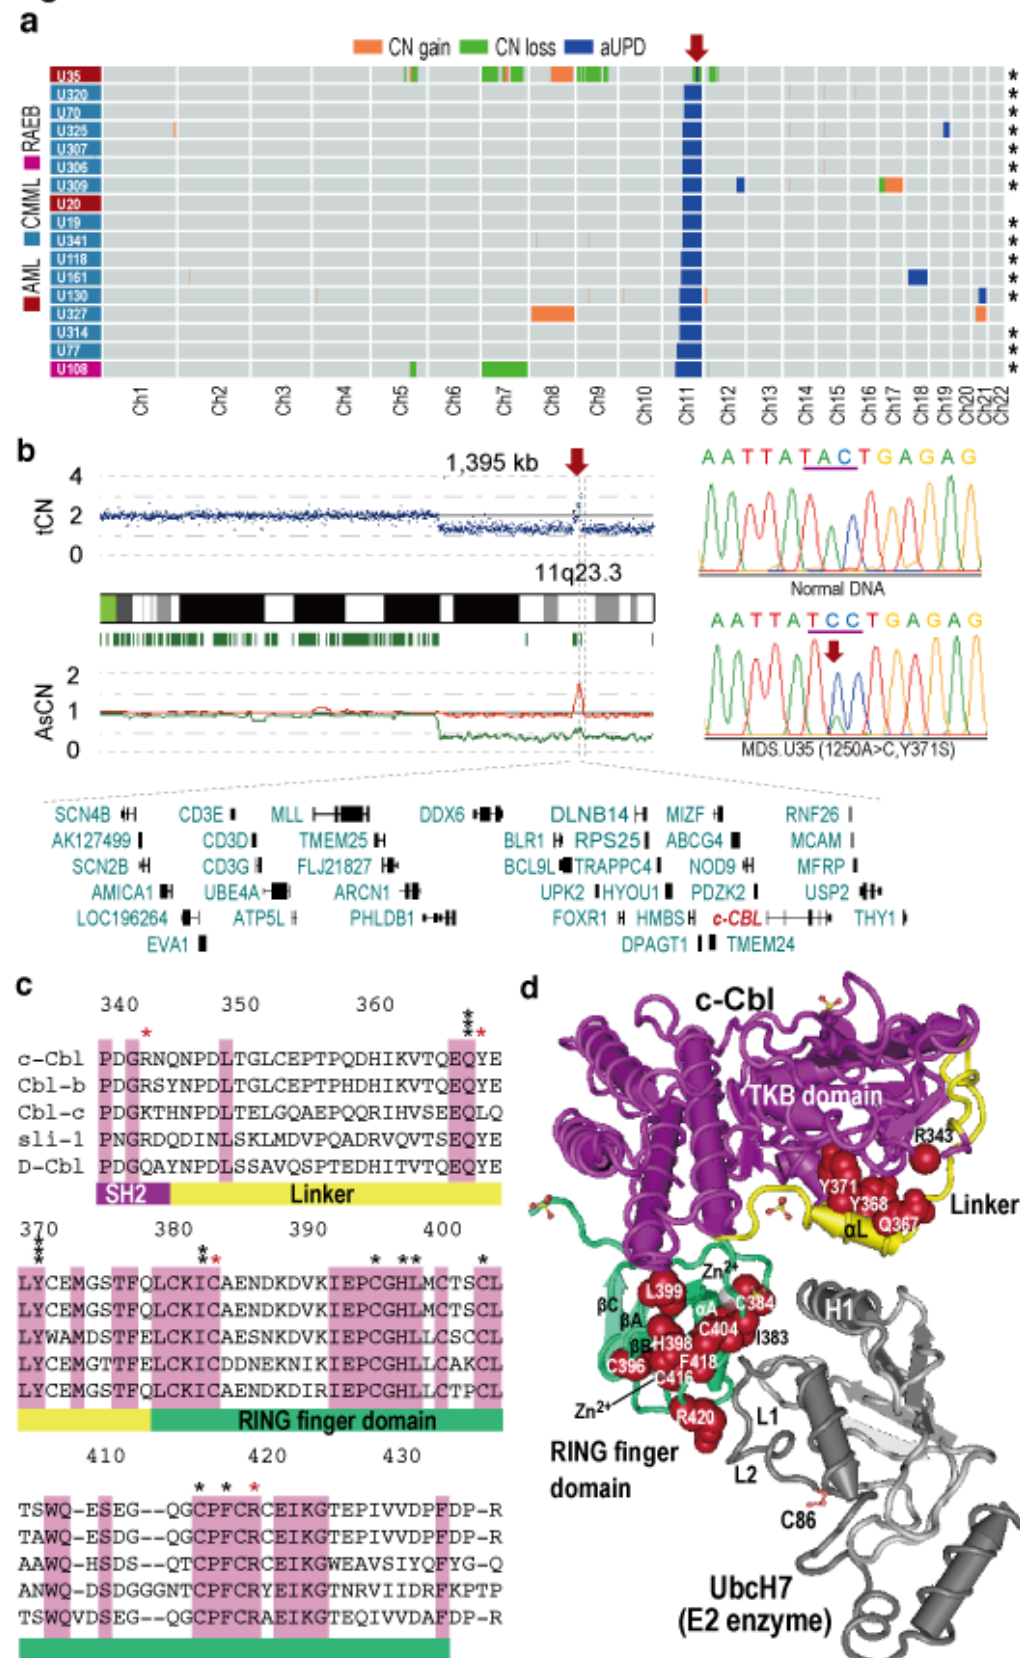 a
CN gain CN loss aUPD
U35 *
U320 *
U70 *
U325 *
U307 *
U306 *
U309 *
U20
U19 *
U341 *
U118 *
U161 *
U130 *
U327
U314 *
U77 *
U108 *
AML CMML RAEB
Ch1 Ch2 Ch3 Ch4 Ch5 Ch6 Ch7 Ch8 Ch9 Ch10 Ch11 Ch12 Ch13 Ch14 Ch15 Ch16 Ch17 Ch18 Ch19 Ch20 Ch21 Ch22
b
1,395 kb
tCN
4
2
0
11q23.3
AsCN
2
1
0
AATTATACTGAGAG
Normal DNA
AATTATCCTGAGAG
MDS.U35 (1250A>C,Y371S)
SCN4B CD3E MLL DDX6 DLNB14 MIZF RNF26
AK127499 CD3D TMEM25 BLR1 RPS25 ABCG4 MCAM
SCN2B CD3G FLJ21827 BCL9L TRAPPC4 NOD9 MFRP
AMICA1 UBE4A ARCN1 UPK2 HYOU1 PDZK2 USP2
LOC196264 ATP5L PHLDB1 FOXR1 HMBS c-CBL THY1
EVA1 DPAGT1 TMEM24
c
340 350 360
* * * * *
c-Cbl PDGRNQNPDLTGLCEPTPQDHIKVTQEQYE
Cbl-b PDGRSYNPDLTGLCEPTPHDHIKVTQEQYE
Cbl-c PDGKTHNPDLTELGQAEPQQRIHVSEEQLQ
sli-1 PNGRDQDINLSKLMDVPQADRVQVTSEQYE
D-Cbl PDGQAYNPDLSSAVQSPTEDHITVTQEQYE
SH2 Linker
370 380 390 400
* * * * * * * * * *
LYCEMGSTFQLCKICAENDKDVKIEPCGHLMCTSCL
LYCEMGSTFQLCKICAENDKDVKIEPCGHLMCTSCL
LYWAMDSTFELCKICAESNKDVKIEPCGHLLCSCCL
LYCEMGTTFELCKICDDNEKNIKIEPCGHLLCAKCL
LYCEMGSTFQLCKICAENDKDIRIEPCGHLLCTPCL
RING finger domain
410 420 430
* * *
TSWQ-ESEG--QGCPFCRCEIKGTEPIVVDPFDP-R
TAWQ-ESDG--QGCPFCRCEIKGTEPIIVDPFDP-R
AAWQ-HSDS--QTCPFCRCEIKGWEAVSIYQFYG-Q
ANWQ-DSDGGGNTCPFCRYEIKGTNRVIIDRFKPTP
TSWQVDSEG--QGCPFCRAEIKGTEQIVVDAFDP-R
d
c-Cbl
TKB domain
R343
Y371
Y368
Q367
Linker
αL
Zn²⁺
L399
C384
βC
αA
βA
C404
I383
βB
H398
C396
F418
C416
Zn²⁺
R420
H1
L1
L2
RING finger
domain
C86
UbcH7
(E2 enzyme)